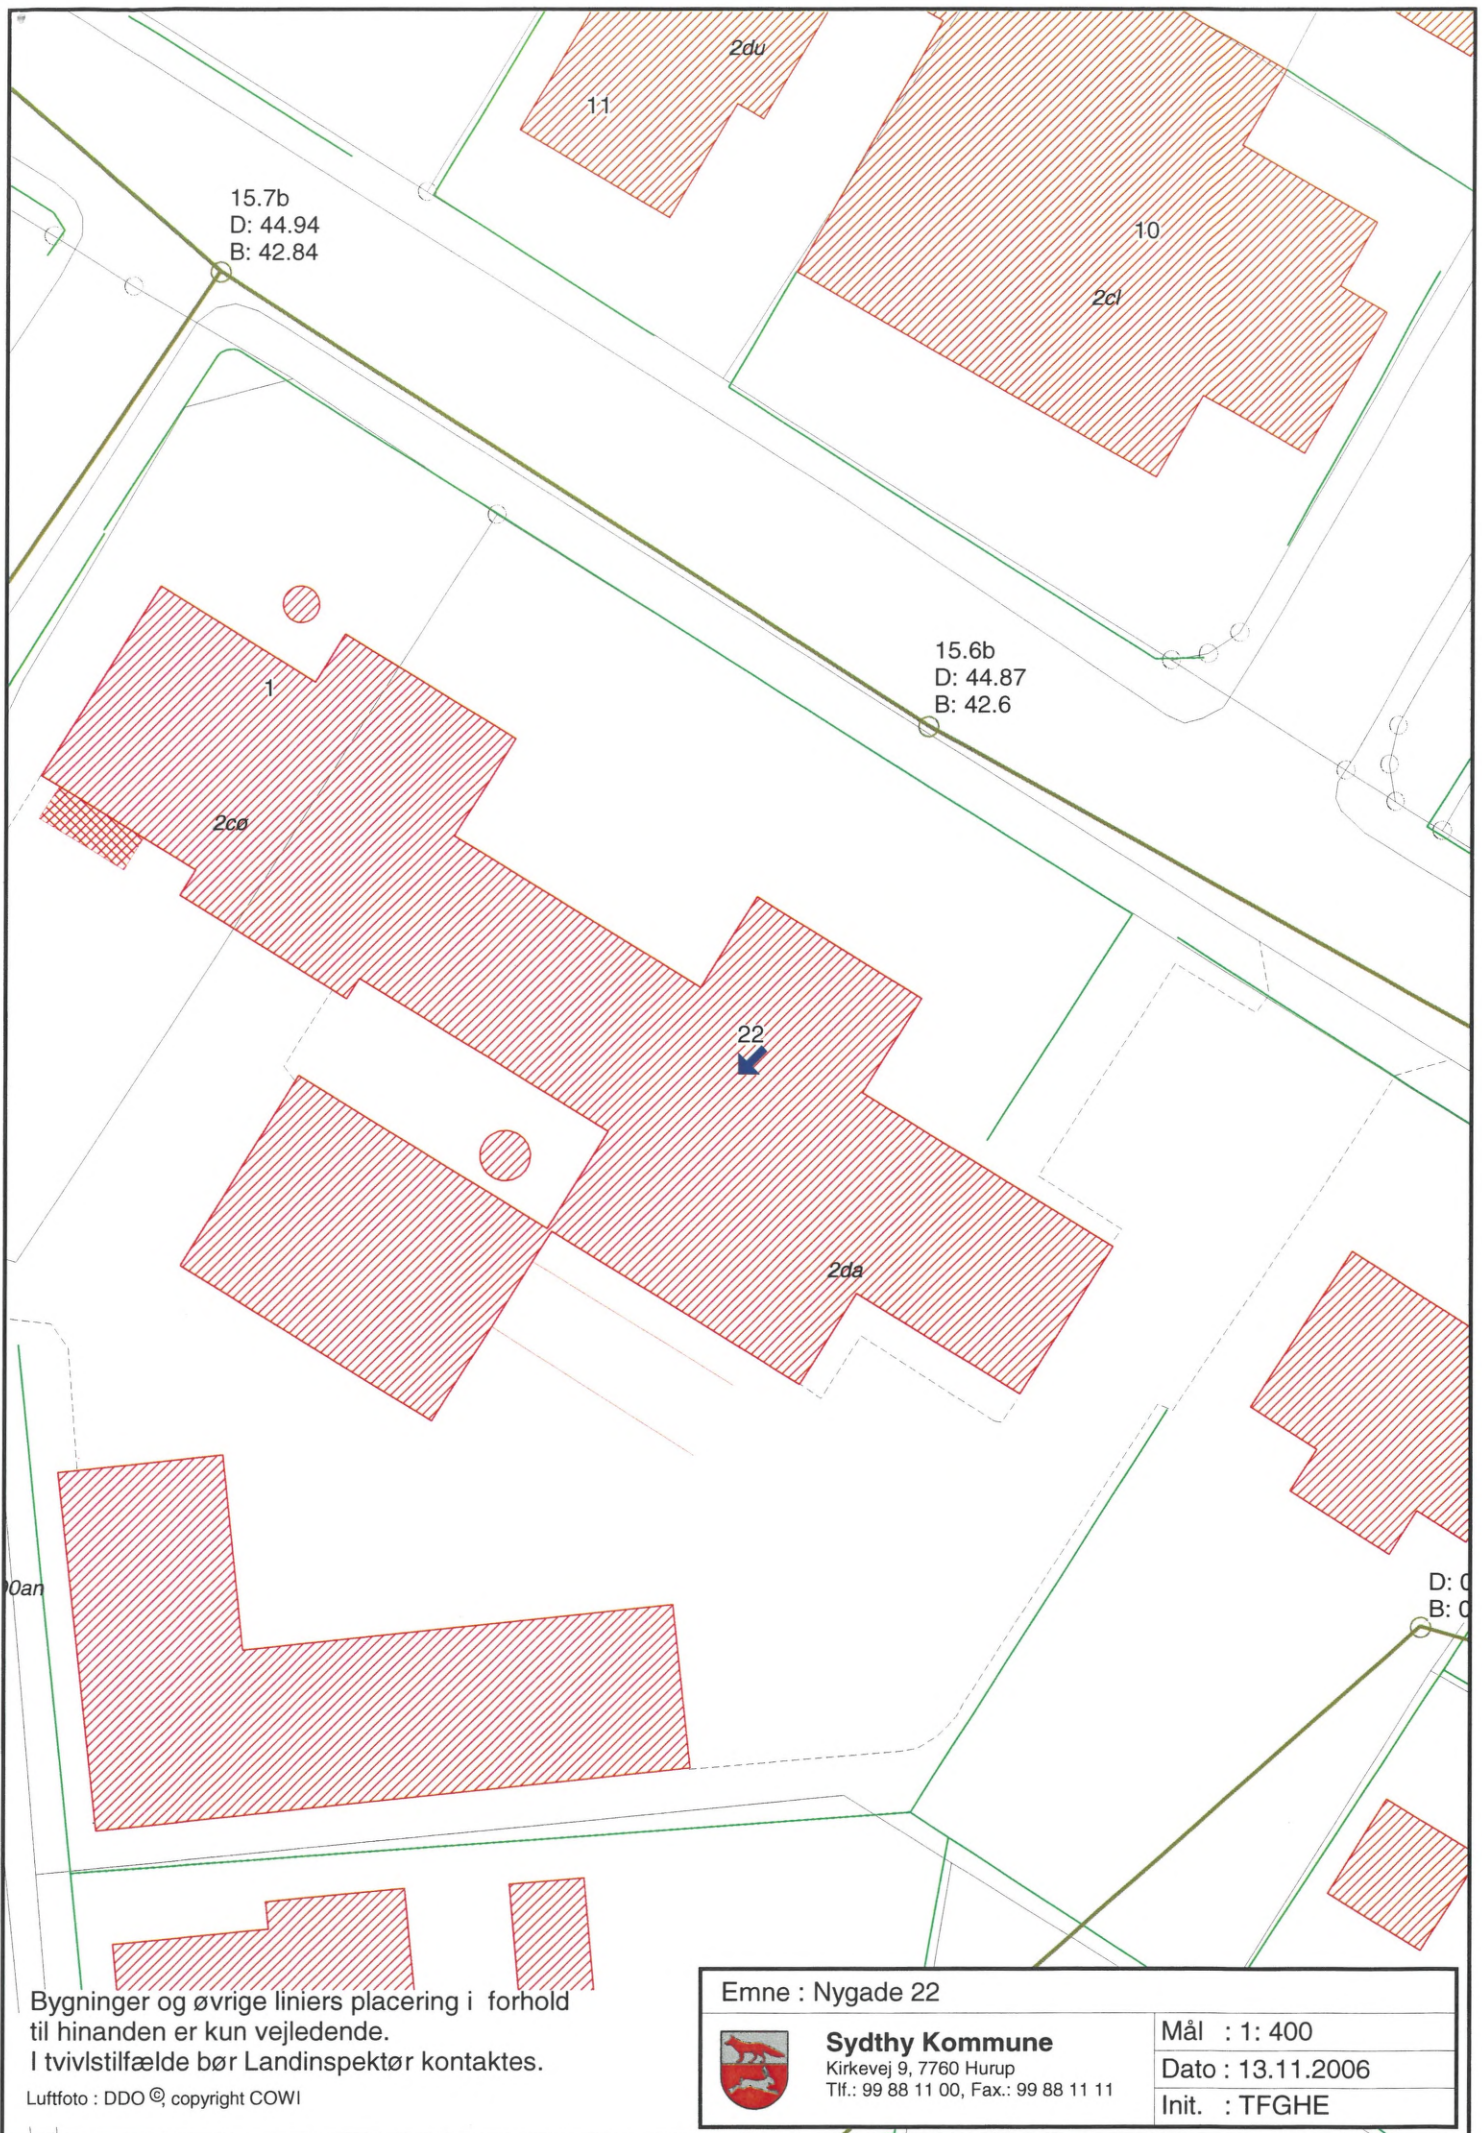 2du
11
15.7b
D: 44.94
B: 42.84
10
2cl
15.6b
D: 44.87
B: 42.6
1
2cø
22
2da
0an
D: 0
B: 0
Bygninger og øvrige liniers placering i forhold
til hinanden er kun vejledende.
I tvivlstilfælde bør Landinspektør kontaktes.
Luftfoto : DDO ©, copyright COWI
Emne : Nygade 22
Sydthy Kommune
Kirkevej 9, 7760 Hurup
Tlf.: 99 88 11 00, Fax.: 99 88 11 11
Mål : 1: 400
Dato : 13.11.2006
Init. : TFGHE